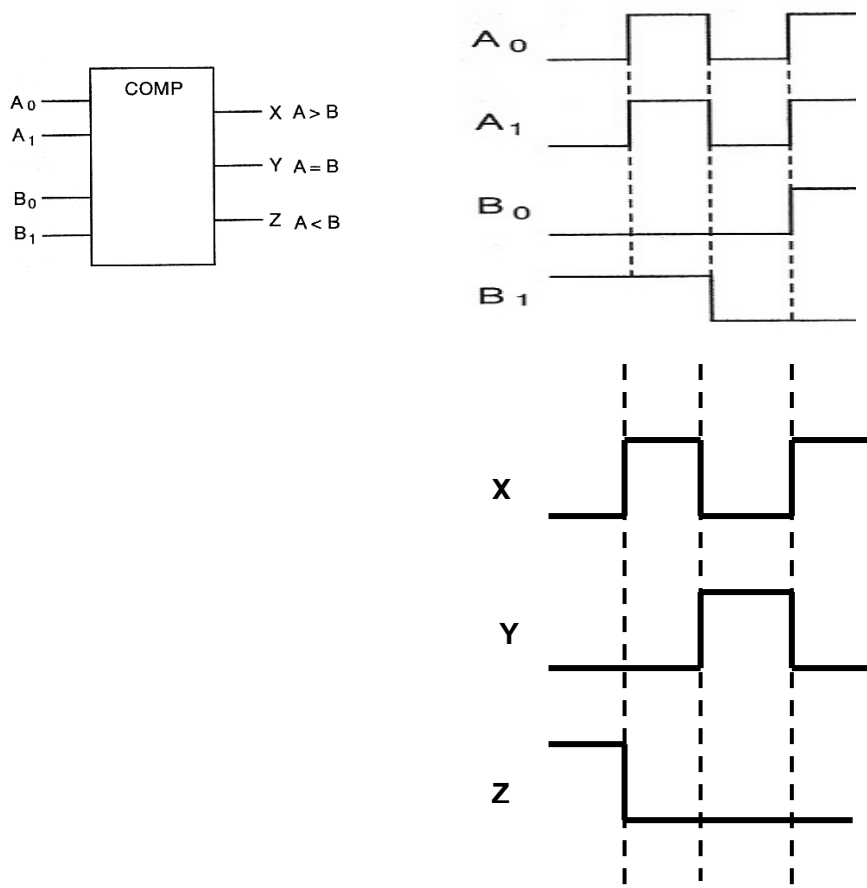 COMP
A₀
A₁
B₀
B₁
X A > B
Y A = B
Z A < B
A₀
A₁
B₀
B₁
X
Y
Z